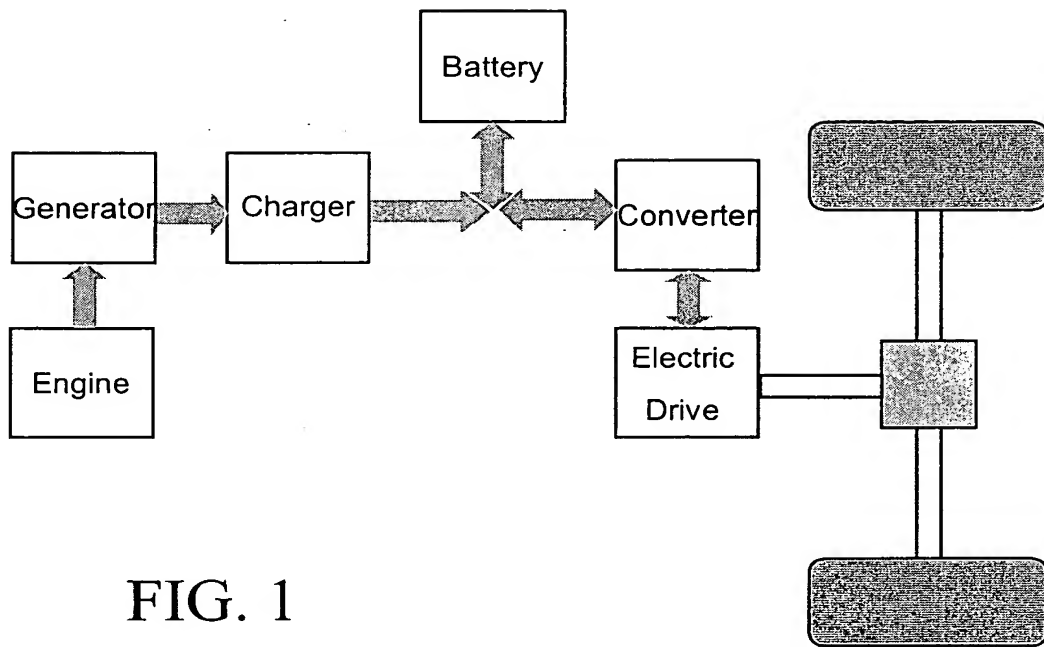 Battery
Generator
Charger
Converter
Engine
Electric
Drive
FIG. 1